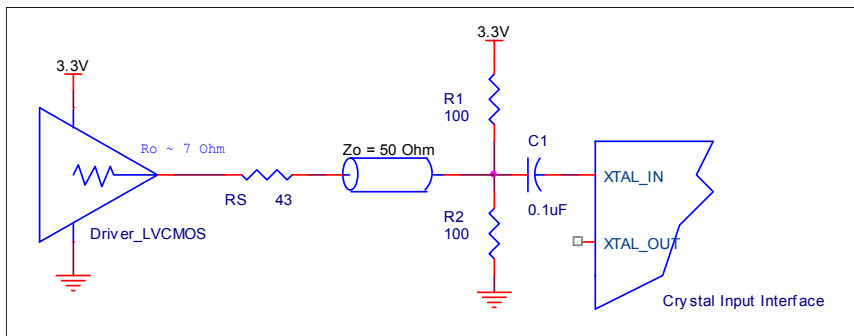 3.3V
3.3V
R1
100
Ro ~ 7 Ohm
Zo = 50 Ohm
C1
XTAL_IN
RS
43
0.1uF
R2
100
Driver_LVCMOS
XTAL_OUT
Crystal Input Interface